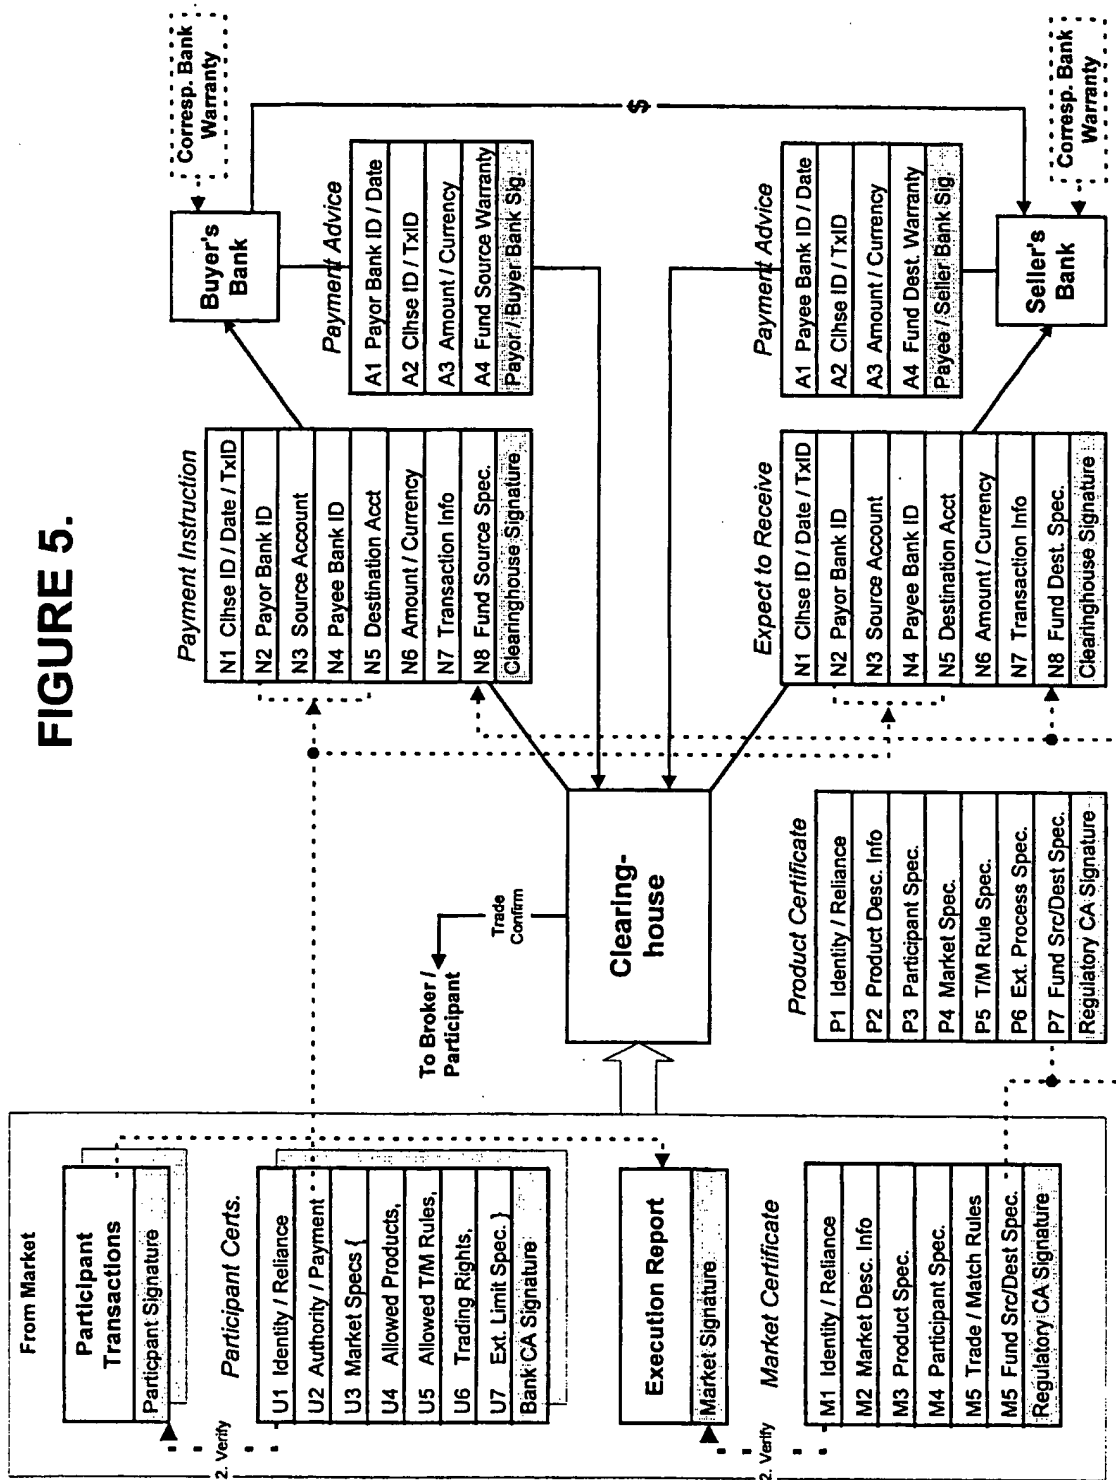 FIGURE 5.
From Market
Participant
Transactions
Particpant Signature
2. Verify
Participant Certs.
U1 Identity / Reliance
U2 Authority / Payment
U3 Market Specs {
U4 Allowed Products,
U5 Allowed T/M Rules,
U6 Trading Rights,
U7 Ext. Limit Spec. }
Bank CA Signature
Execution Report
Market Signature
2. Verify
Market Certificate
M1 Identity / Reliance
M2 Market Desc. Info
M3 Product Spec.
M4 Participant Spec.
M5 Trade / Match Rules
M5 Fund Src/Dest Spec.
Regulatory CA Signature
To Broker /
Participant
Trade
Confirm
Clearing-
house
Product Certificate
P1 Identity / Reliance
P2 Product Desc. Info
P3 Participant Spec.
P4 Market Spec.
P5 T/M Rule Spec.
P6 Ext. Process Spec.
P7 Fund Src/Dest Spec.
Regulatory CA Signature
Payment Instruction
N1 Clhse ID / Date / TxID
N2 Payor Bank ID
N3 Source Account
N4 Payee Bank ID
N5 Destination Acct
N6 Amount / Currency
N7 Transaction Info
N8 Fund Source Spec.
Clearinghouse Signature
Expect to Receive
N1 Clhse ID / Date / TxID
N2 Payor Bank ID
N3 Source Account
N4 Payee Bank ID
N5 Destination Acct
N6 Amount / Currency
N7 Transaction Info
N8 Fund Dest. Spec.
Clearinghouse Signature
Corresp. Bank
Warranty
Buyer's
Bank
Payment Advice
A1 Payor Bank ID / Date
A2 Clhse ID / TxID
A3 Amount / Currency
A4 Fund Source Warranty
Payor / Buyer Bank Sig.
$
Payment Advice
A1 Payee Bank ID / Date
A2 Clhse ID / TxID
A3 Amount / Currency
A4 Fund Dest. Warranty
Payee / Seller Bank Sig.
Seller's
Bank
Corresp. Bank
Warranty